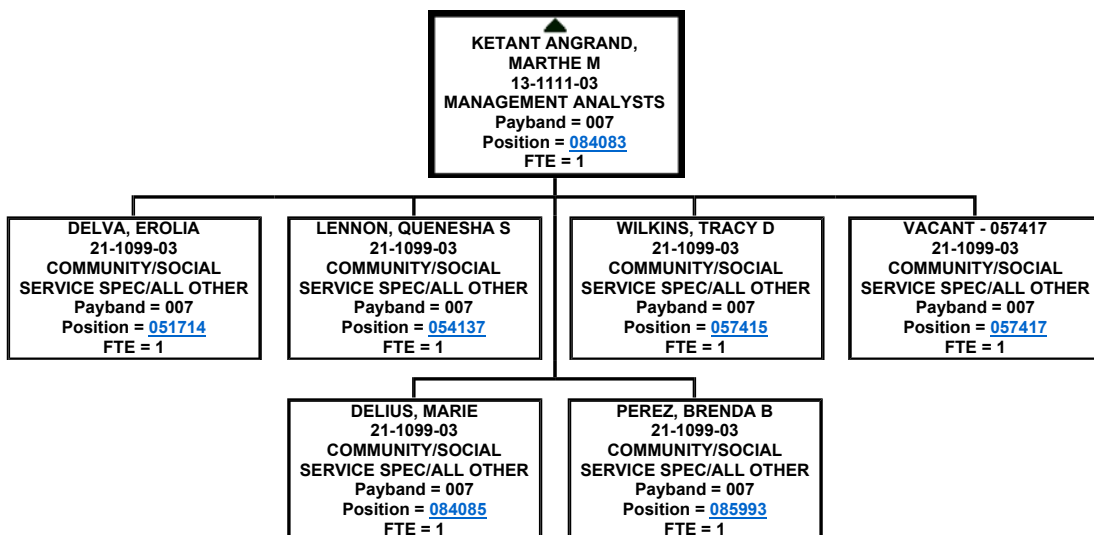 KETANT ANGRAND,
MARTHE M
13-1111-03
MANAGEMENT ANALYSTS
Payband = 007
Position = 084083
FTE = 1
DELVA, EROLIA
21-1099-03
COMMUNITY/SOCIAL
SERVICE SPEC/ALL OTHER
Payband = 007
Position = 051714
FTE = 1
LENNON, QUENESHA S
21-1099-03
COMMUNITY/SOCIAL
SERVICE SPEC/ALL OTHER
Payband = 007
Position = 054137
FTE = 1
WILKINS, TRACY D
21-1099-03
COMMUNITY/SOCIAL
SERVICE SPEC/ALL OTHER
Payband = 007
Position = 057415
FTE = 1
VACANT - 057417
21-1099-03
COMMUNITY/SOCIAL
SERVICE SPEC/ALL OTHER
Payband = 007
Position = 057417
FTE = 1
DELIUS, MARIE
21-1099-03
COMMUNITY/SOCIAL
SERVICE SPEC/ALL OTHER
Payband = 007
Position = 084085
FTE = 1
PEREZ, BRENDA B
21-1099-03
COMMUNITY/SOCIAL
SERVICE SPEC/ALL OTHER
Payband = 007
Position = 085993
FTE = 1